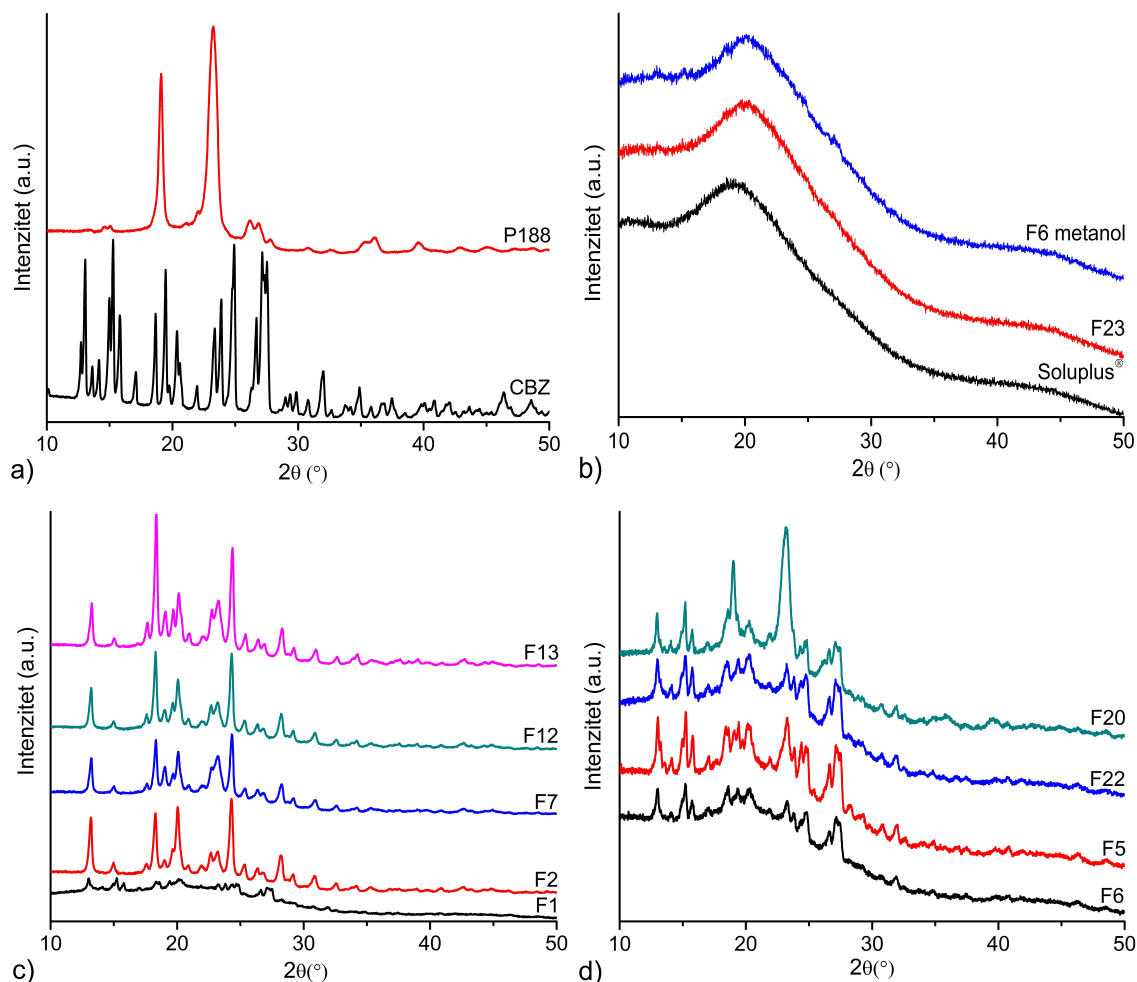 Intenzitet (a.u.)
P188
CBZ
10 20 30 40 50
2θ (°)
a)
Intenzitet (a.u.)
F6 metanol
F23
Soluplus®
10 20 30 40 50
2θ (°)
b)
Intenzitet (a.u.)
F13
F12
F7
F2
F1
10 20 30 40 50
2θ(°)
c)
Intenzitet (a.u.)
F20
F22
F5
F6
10 20 30 40 50
2θ(°)
d)